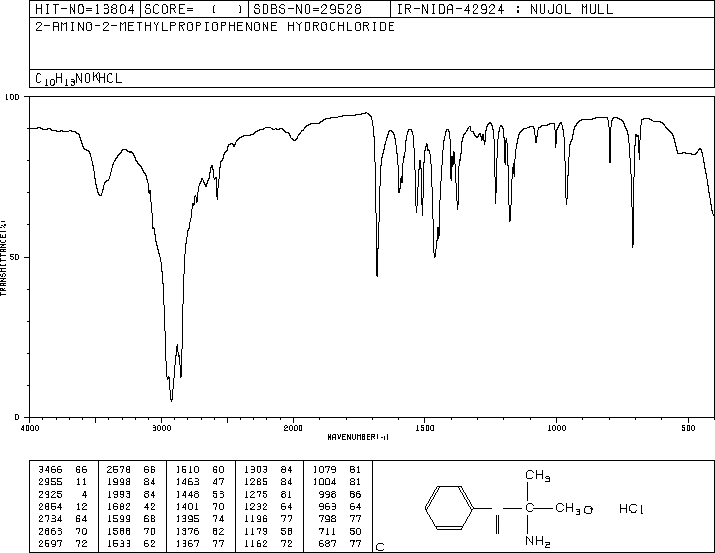 HIT-NO=13804 SCORE= ( ) SDBS-NO=29528 IR-NIDA-42924 : NUJOL MULL
2-AMINO-2-METHYLPROPIOPHENONE HYDROCHLORIDE
C10H13NO·HCL
100
50
0
TRANSMITTANCE(%)
4000 3000 2000 1500 1000 500
WAVENUMBER(-1)
3466 66 2578 66 1510 60 1303 84 1079 81
2955 11 1998 84 1463 47 1285 84 1004 81
2925 4 1993 84 1448 53 1275 81 998 86
2854 12 1682 42 1401 70 1232 64 963 64
2734 64 1599 68 1395 74 1196 77 798 77
70 1588 70 1376 82 1179 58 711 50
2597 72 1533 62 1367 77 1162 72 687 77
CH3
CH3
HCl
NH2
C